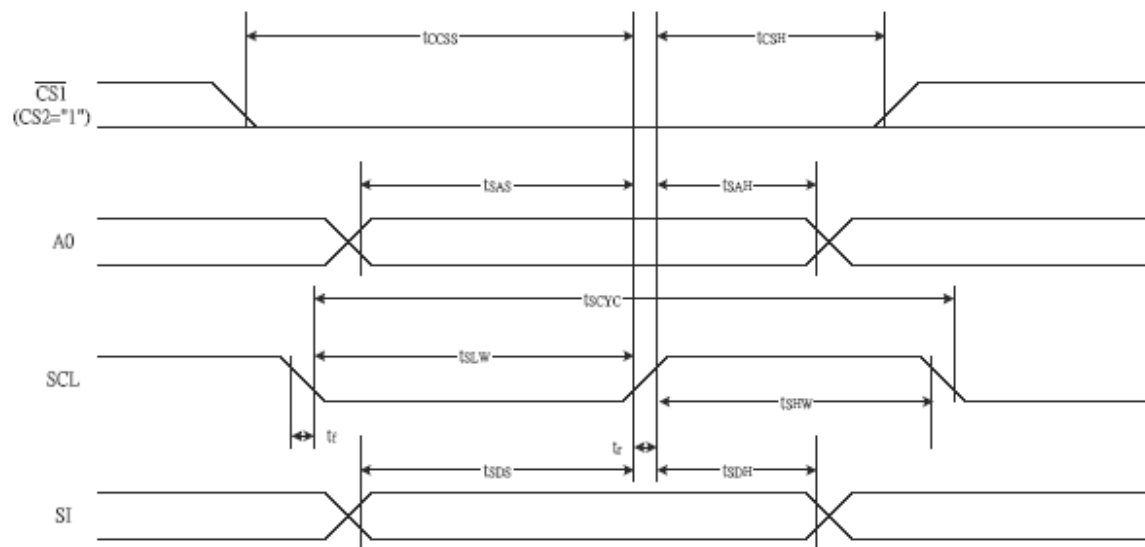 tCCSS
tCSH
CS1
(CS2="1")
tSAS
tSAH
A0
tSCYC
tSLW
SCL
tSHW
tf
tr
tSDS
tSDH
SI